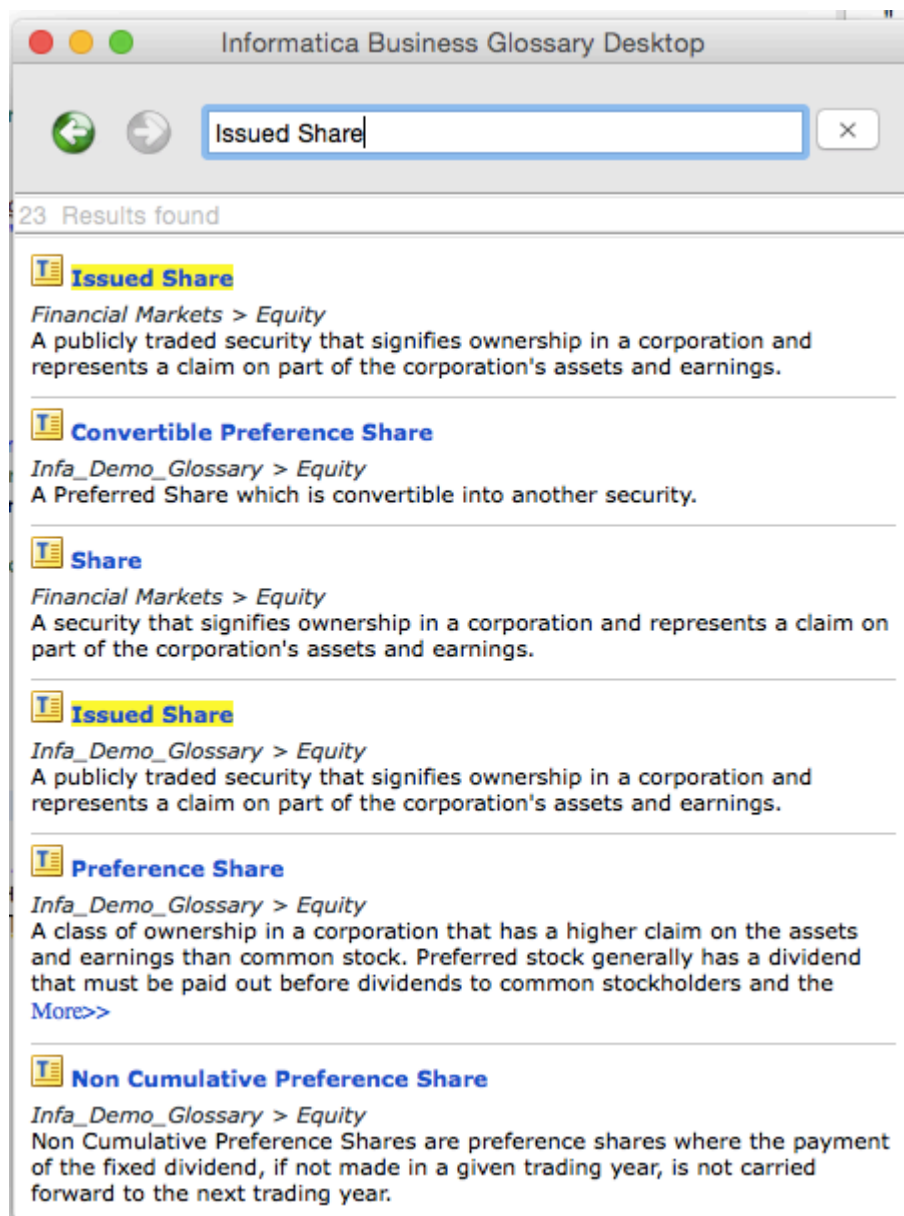 Informatica Business Glossary Desktop
Issued Share
23 Results found
Issued Share
Financial Markets > Equity
A publicly traded security that signifies ownership in a corporation and
represents a claim on part of the corporation's assets and earnings.
Convertible Preference Share
Infa_Demo_Glossary > Equity
A Preferred Share which is convertible into another security.
Share
Financial Markets > Equity
A security that signifies ownership in a corporation and represents a claim on
part of the corporation's assets and earnings.
Issued Share
Infa_Demo_Glossary > Equity
A publicly traded security that signifies ownership in a corporation and
represents a claim on part of the corporation's assets and earnings.
Preference Share
Infa_Demo_Glossary > Equity
A class of ownership in a corporation that has a higher claim on the assets
and earnings than common stock. Preferred stock generally has a dividend
that must be paid out before dividends to common stockholders and the
More>>
Non Cumulative Preference Share
Infa_Demo_Glossary > Equity
Non Cumulative Preference Shares are preference shares where the payment
of the fixed dividend, if not made in a given trading year, is not carried
forward to the next trading year.